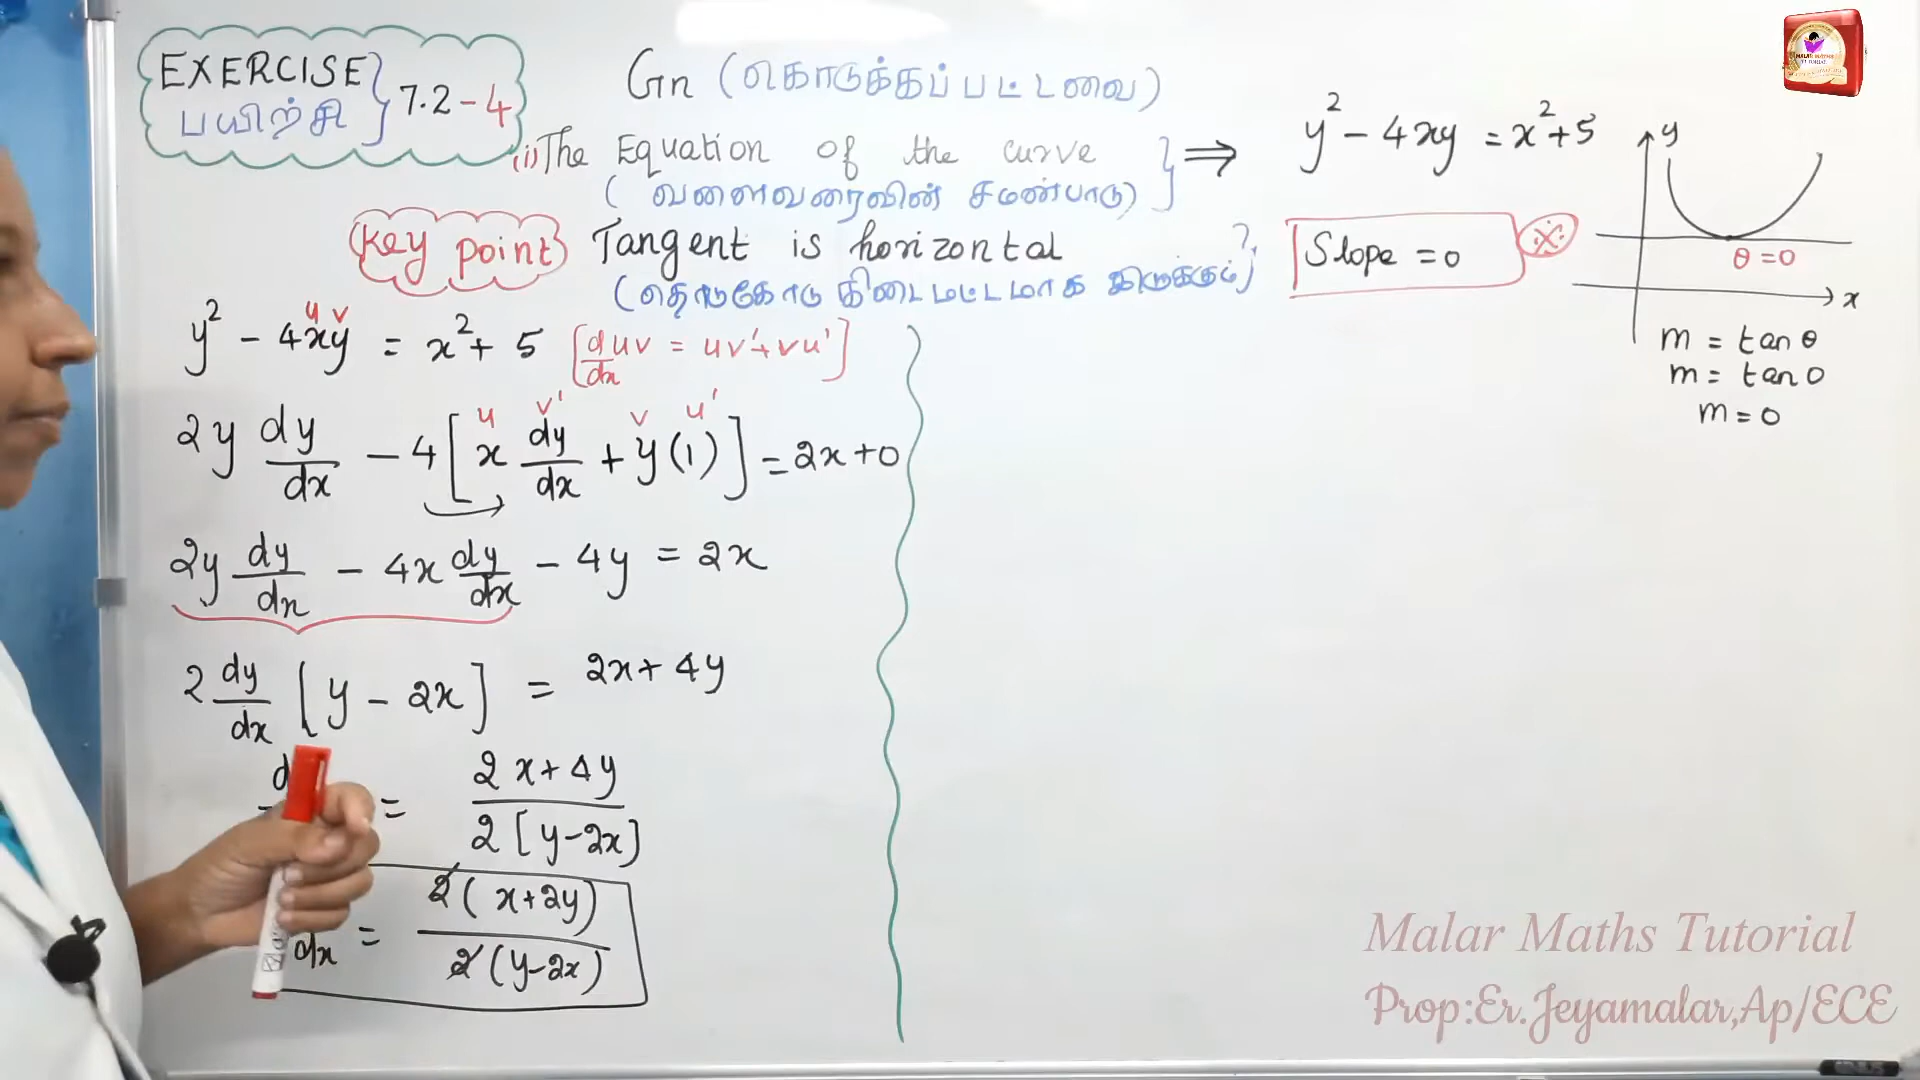 EXERCISE
பயிற்சி } 7.2-4
Gn (கொடுக்கப்பட்டவை)
(i) The Equation of the curve } ⇒ y² - 4xy = x² + 5
(வளைவரைவின் சமன்பாடு)
Key point Tangent is horizontal } Slope = 0
(தொடுகோடு கிடைமட்டமாக இருக்கும்)
y
θ = 0
x
m = tan θ
m = tan 0
m = 0
u v
y² - 4xy = x² + 5 [d/dx uv = uv' + vu']
u v' v u'
2y dy/dx - 4[x dy/dx + y(1)] = 2x + 0
2y dy/dx - 4x dy/dx - 4y = 2x
2 dy/dx [y - 2x] = 2x + 4y
d = 2x + 4y / 2[y - 2x]
dx = 2(x + 2y) / 2(y - 2x)
MALAR MATHS
TUTORIAL
Malar Maths Tutorial
Prop:Er.Jeyamalar,Ap/ECE